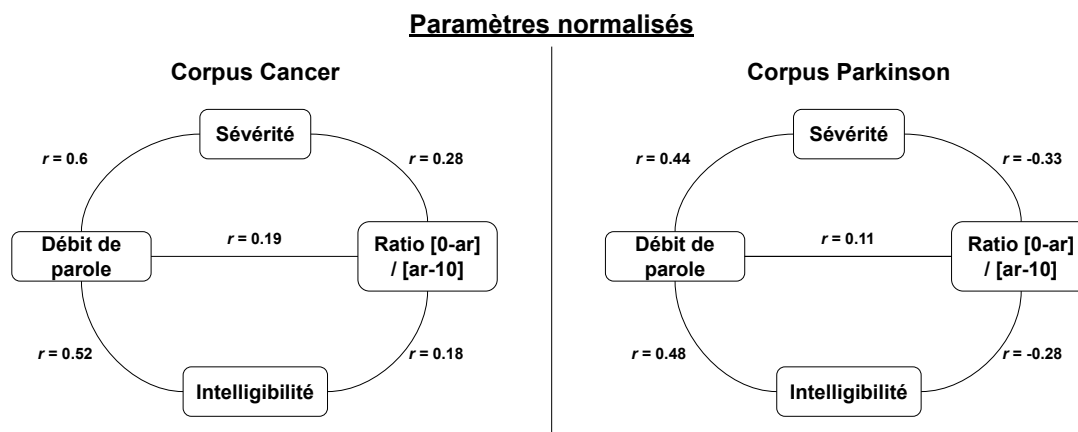 Paramètres normalisés
Corpus Cancer
Sévérité
r = 0.6
r = 0.28
Débit de
parole
r = 0.19
Ratio [0-ar]
/ [ar-10]
r = 0.52
r = 0.18
Intelligibilité
Corpus Parkinson
Sévérité
r = 0.44
r = -0.33
Débit de
parole
r = 0.11
Ratio [0-ar]
/ [ar-10]
r = 0.48
r = -0.28
Intelligibilité